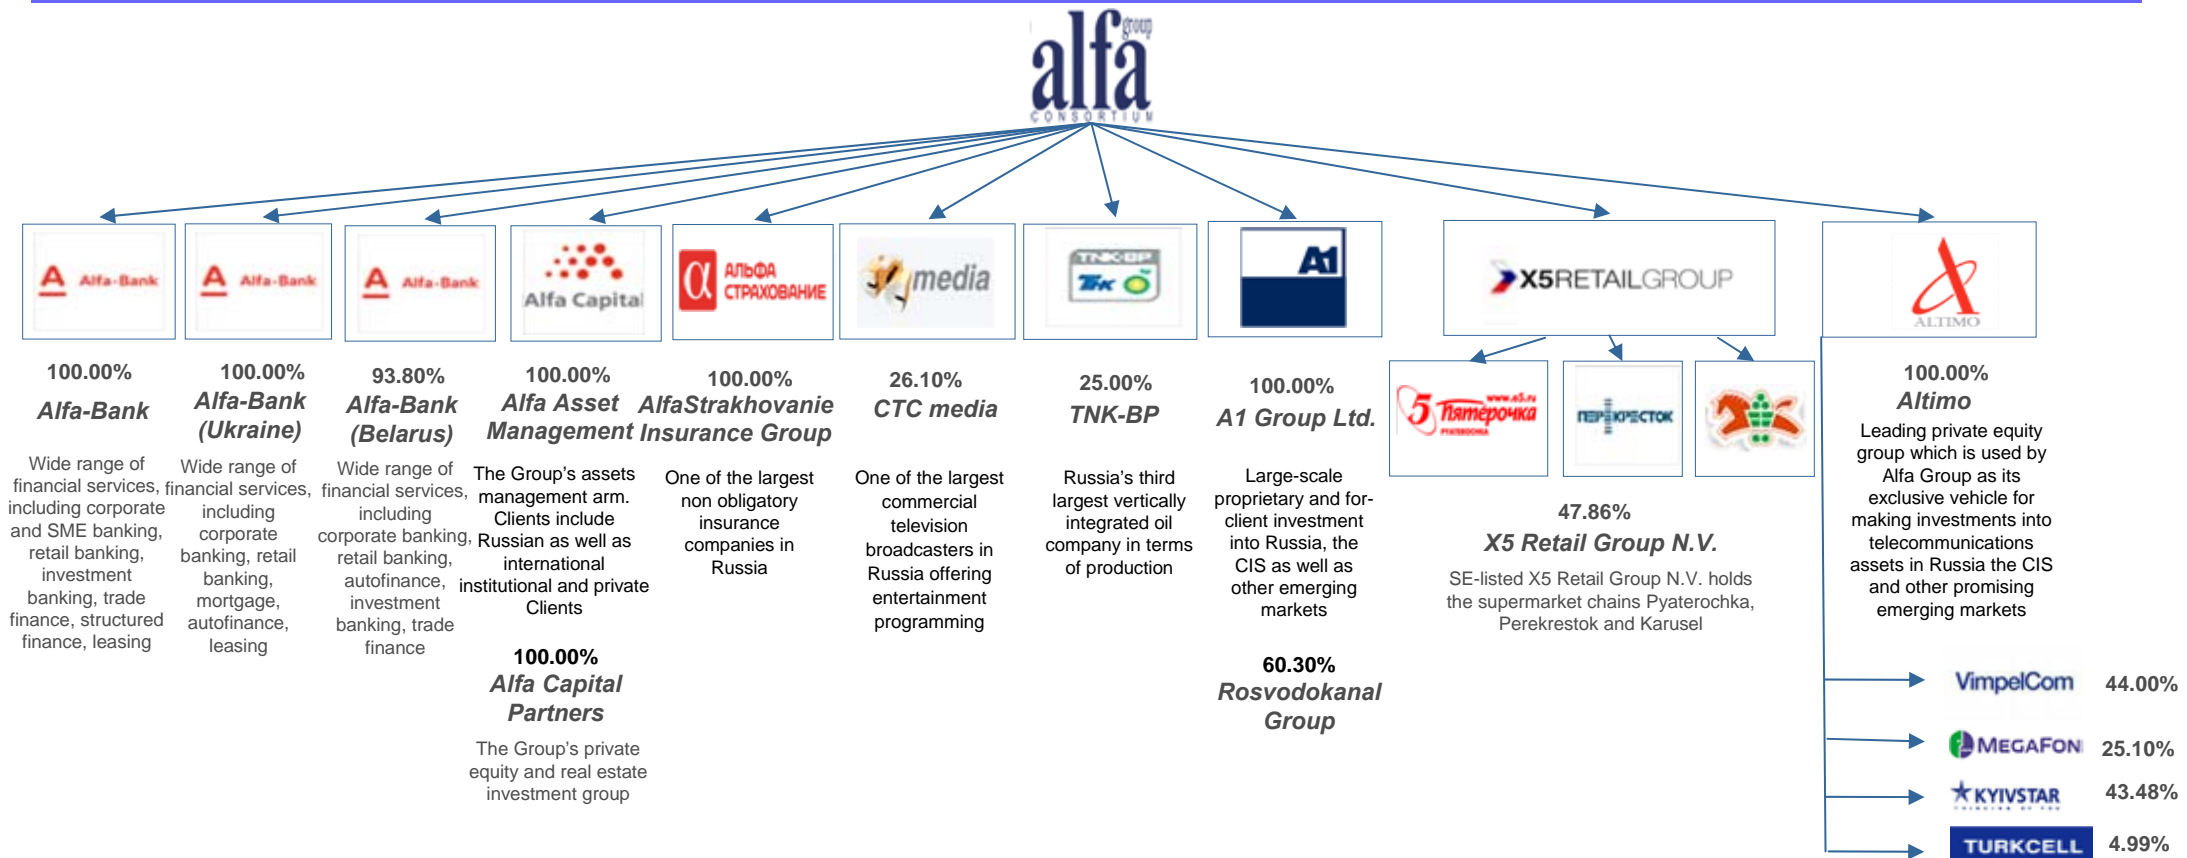 alfa group
CONSORTIUM
Alfa-Bank
100.00%
Alfa-Bank
Wide range of
financial services,
including corporate
and SME banking,
retail banking,
investment
banking, trade
finance, structured
finance, leasing
Alfa-Bank
100.00%
Alfa-Bank
(Ukraine)
Wide range of
financial services,
including
corporate
banking, retail
banking,
mortgage,
autofinance,
leasing
Alfa-Bank
93.80%
Alfa-Bank
(Belarus)
Wide range of
financial services,
including
corporate banking,
retail banking,
autofinance,
investment
banking, trade
finance
Alfa Capital
100.00%
Alfa Asset
Management
The Group's assets
management arm.
Clients include
Russian as well as
international
institutional and private
Clients
100.00%
Alfa Capital
Partners
The Group's private
equity and real estate
investment group
α
АЛЬФА
СТРАХОВАНИЕ
100.00%
AlfaStrakhovanie
Insurance Group
One of the largest
non obligatory
insurance
companies in
Russia
media
26.10%
CTC media
One of the largest
commercial
television
broadcasters in
Russia offering
entertainment
programming
TNK-BP
ТНК
25.00%
TNK-BP
Russia's third
largest vertically
integrated oil
company in terms
of production
A1
100.00%
A1 Group Ltd.
Large-scale
proprietary and for-
client investment
into Russia, the
CIS as well as
other emerging
markets
60.30%
Rosvodokanal
Group
X5RETAILGROUP
www.e5.ru
5 Пятёрочка
PYATEROCHKA
ПЕРЕКРЕСТОК
47.86%
X5 Retail Group N.V.
SE-listed X5 Retail Group N.V. holds
the supermarket chains Pyaterochka,
Perekrestok and Karusel
ALTIMO
100.00%
Altimo
Leading private equity
group which is used by
Alfa Group as its
exclusive vehicle for
making investments into
telecommunications
assets in Russia the CIS
and other promising
emerging markets
VimpelCom 44.00%
MEGAFON 25.10%
KYIVSTAR 43.48%
TURKCELL 4.99%